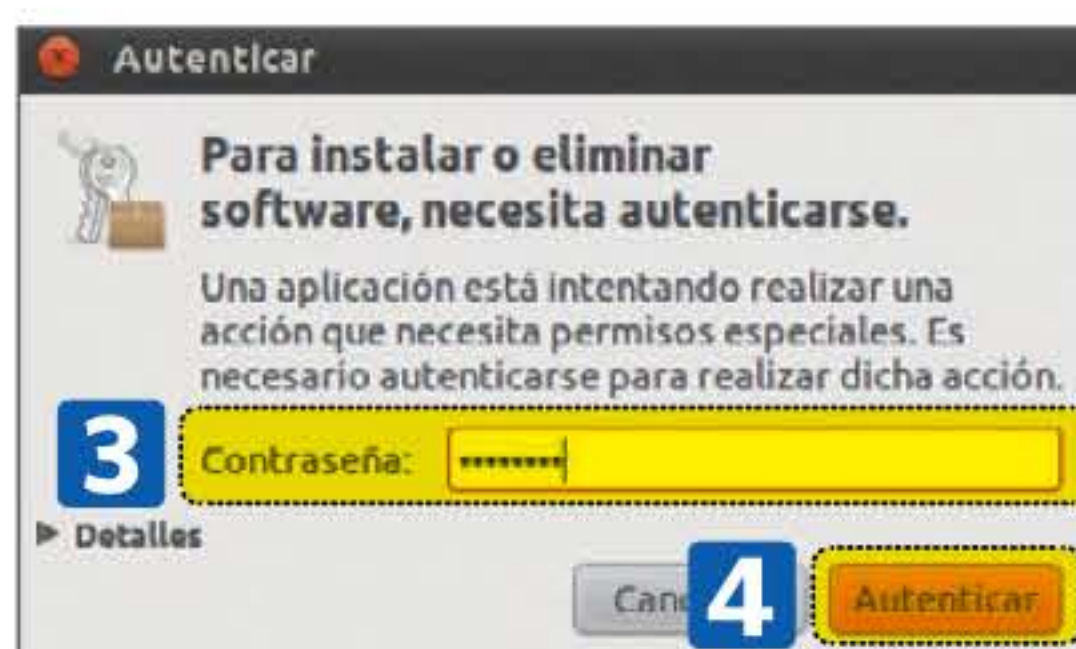 Autenticar
Para instalar o eliminar
software, necesita autenticarse.
Una aplicación está intentando realizar una
acción que necesita permisos especiales. Es
necesario autenticarse para realizar dicha acción.
3
Contraseña: ••••••••
Detalles
Canc 4 Autenticar